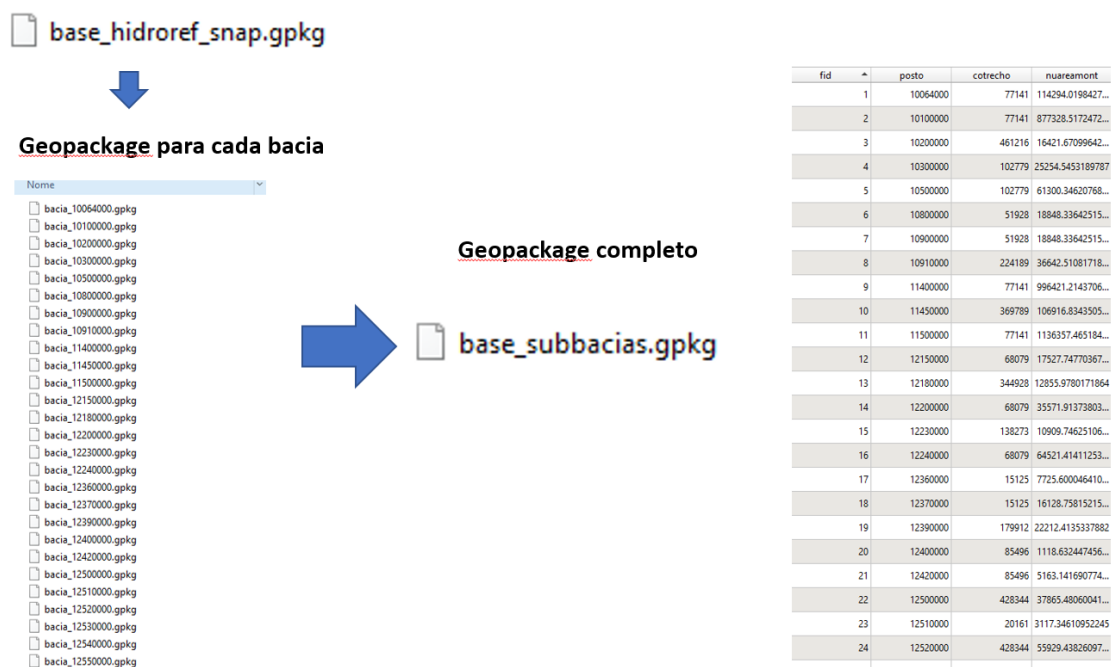 base_hidroref_snap.gpkg
Geopackage para cada bacia
Nome
bacia_10064000.gpkg
bacia_10100000.gpkg
bacia_10200000.gpkg
bacia_10300000.gpkg
bacia_10500000.gpkg
bacia_10800000.gpkg
bacia_10900000.gpkg
bacia_10910000.gpkg
bacia_11400000.gpkg
bacia_11450000.gpkg
bacia_11500000.gpkg
bacia_12150000.gpkg
bacia_12180000.gpkg
bacia_12200000.gpkg
bacia_12230000.gpkg
bacia_12240000.gpkg
bacia_12360000.gpkg
bacia_12370000.gpkg
bacia_12390000.gpkg
bacia_12400000.gpkg
bacia_12420000.gpkg
bacia_12500000.gpkg
bacia_12510000.gpkg
bacia_12520000.gpkg
bacia_12530000.gpkg
bacia_12540000.gpkg
bacia_12550000.gpkg
Geopackage completo
base_subbacias.gpkg
fid posto cotrecho nuareamont
1 10064000 77141 114294.0198427...
2 10100000 77141 877328.5172472...
3 10200000 461216 16421.67099642...
4 10300000 102779 25254.5453189787
5 10500000 102779 61300.34620768...
6 10800000 51928 18848.33642515...
7 10900000 51928 18848.33642515...
8 10910000 224189 36642.51081718...
9 11400000 77141 996421.2143706...
10 11450000 369789 106916.8343505...
11 11500000 77141 1136357.465184...
12 12150000 68079 17527.74770367...
13 12180000 344928 12855.9780171864
14 12200000 68079 35571.91373803...
15 12230000 138273 10909.74625106...
16 12240000 68079 64521.41411253...
17 12360000 15125 7725.600046410...
18 12370000 15125 16128.75815215...
19 12390000 179912 22212.4135337882
20 12400000 85496 1118.632447456...
21 12420000 85496 5163.141690774...
22 12500000 428344 37865.48060041...
23 12510000 20161 3117.34610952245
24 12520000 428344 55929.43826097...